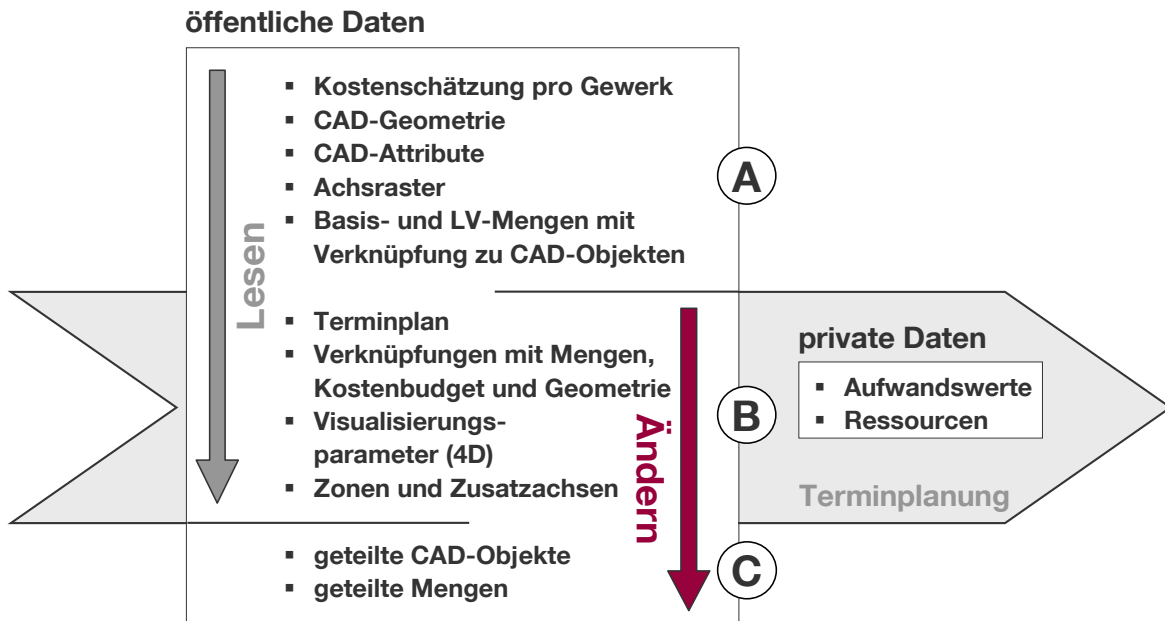 öffentliche Daten
▪ Kostenschätzung pro Gewerk
▪ CAD-Geometrie
▪ CAD-Attribute
▪ Achsraster
▪ Basis- und LV-Mengen mit
Verknüpfung zu CAD-Objekten
A
Lesen
▪ Terminplan
▪ Verknüpfungen mit Mengen,
Kostenbudget und Geometrie
▪ Visualisierungs-
parameter (4D)
▪ Zonen und Zusatzachsen
Ändern
B
private Daten
▪ Aufwandswerte
▪ Ressourcen
Terminplanung
▪ geteilte CAD-Objekte
▪ geteilte Mengen
C